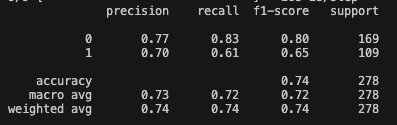 precision recall f1-score support
0 0.77 0.83 0.80 169
1 0.70 0.61 0.65 109
accuracy 0.74 278
macro avg 0.73 0.72 0.72 278
weighted avg 0.74 0.74 0.74 278